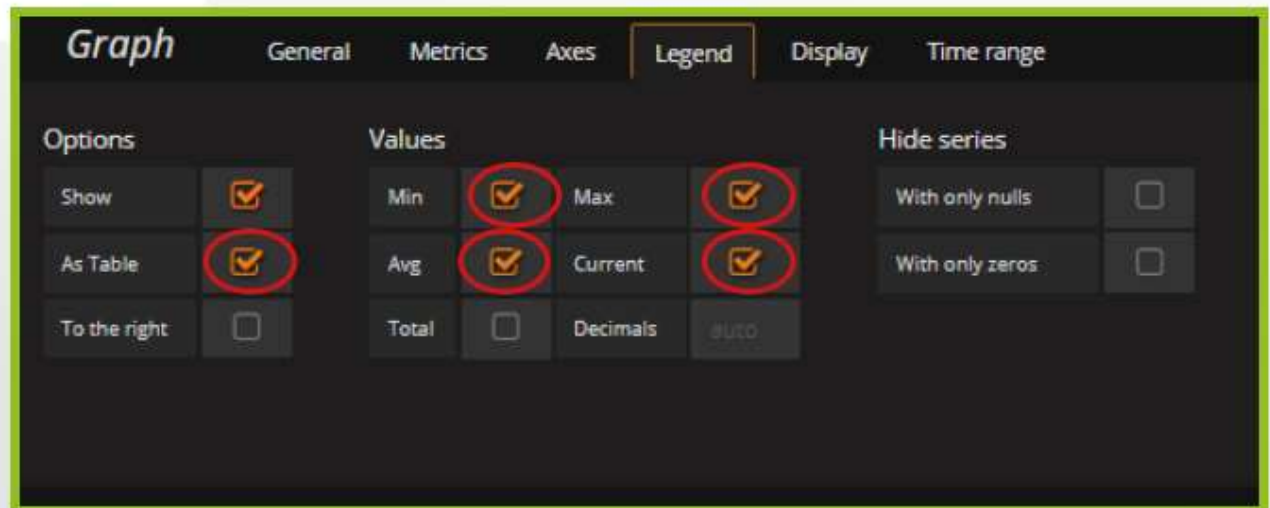 Graph General Metrics Axes Legend Display Time range
Options Values Hide series
Show Min Max With only nulls
As Table Avg Current With only zeros
To the right Total Decimals auto